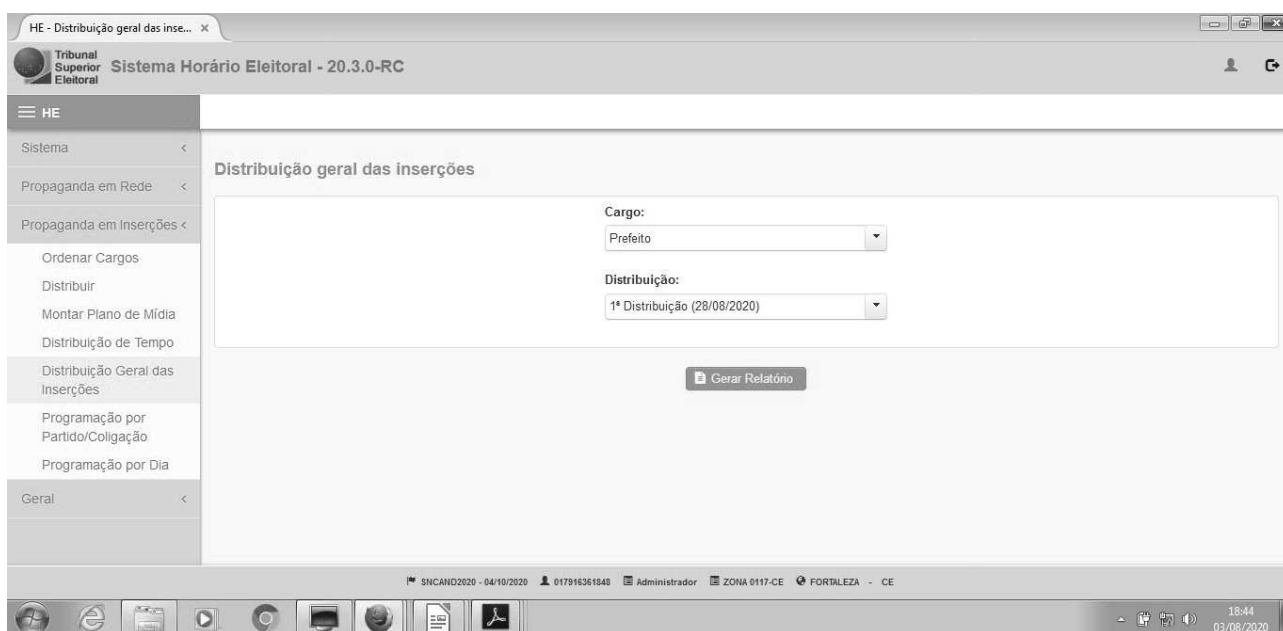 HE - Distribuição geral das inse...
Tribunal
Superior
Eleitoral
Sistema Horário Eleitoral - 20.3.0-RC
HE
Sistema
Propaganda em Rede
Propaganda em Inserções
Ordenar Cargos
Distribuir
Montar Plano de Mídia
Distribuição de Tempo
Distribuição Geral das
Inserções
Programação por
Partido/Coligação
Programação por Dia
Geral
Distribuição geral das inserções
Cargo:
Prefeito
Distribuição:
1ª Distribuição (28/08/2020)
Gerar Relatório
SNCAND2020 - 04/10/2020 017916361848 Administrador ZONA 0117-CE FORTALEZA - CE
18:44
03/08/2020